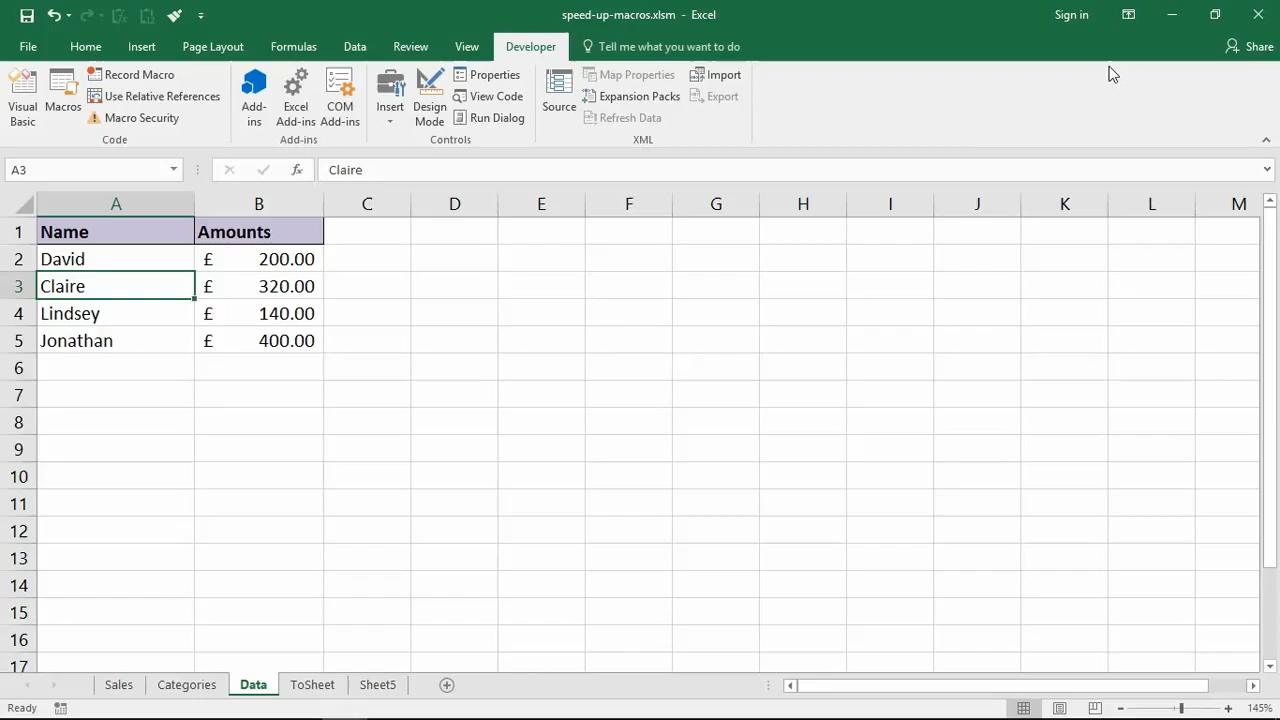 speed-up-macros.xlsm - Excel
Sign in
File Home Insert Page Layout Formulas Data Review View Developer Tell me what you want to do Share
Visual Basic
Macros
Record Macro
Use Relative References
Macro Security
Code
Add-ins
Excel Add-ins
COM Add-ins
Add-ins
Insert
Design Mode
Properties
View Code
Run Dialog
Controls
Source
Map Properties
Expansion Packs
Refresh Data
Import
Export
XML
A3 fx Claire
A B C D E F G H I J K L M
1 Name Amounts
2 David £ 200.00
3 Claire £ 320.00
4 Lindsey £ 140.00
5 Jonathan £ 400.00
6
7
8
9
10
11
12
13
14
15
16
17
Sales Categories Data ToSheet Sheet5
Ready 145%